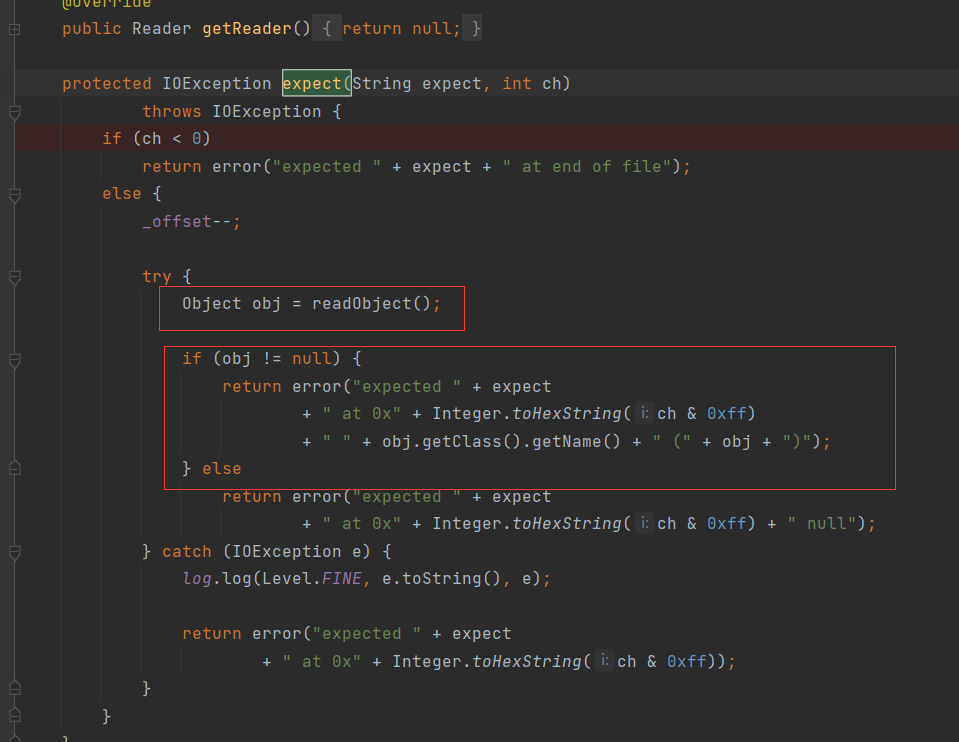 @Override
public Reader getReader() { return null; }
protected IOException expect(String expect, int ch)
throws IOException {
if (ch < 0)
return error("expected " + expect + " at end of file");
else {
_offset--;
try {
Object obj = readObject();
if (obj != null) {
return error("expected " + expect
+ " at 0x" + Integer.toHexString( i: ch & 0xff)
+ " " + obj.getClass().getName() + " (" + obj + ")");
} else
return error("expected " + expect
+ " at 0x" + Integer.toHexString( i: ch & 0xff) + " null");
} catch (IOException e) {
log.log(Level.FINE, e.toString(), e);
return error("expected " + expect
+ " at 0x" + Integer.toHexString( i: ch & 0xff));
}
}
}